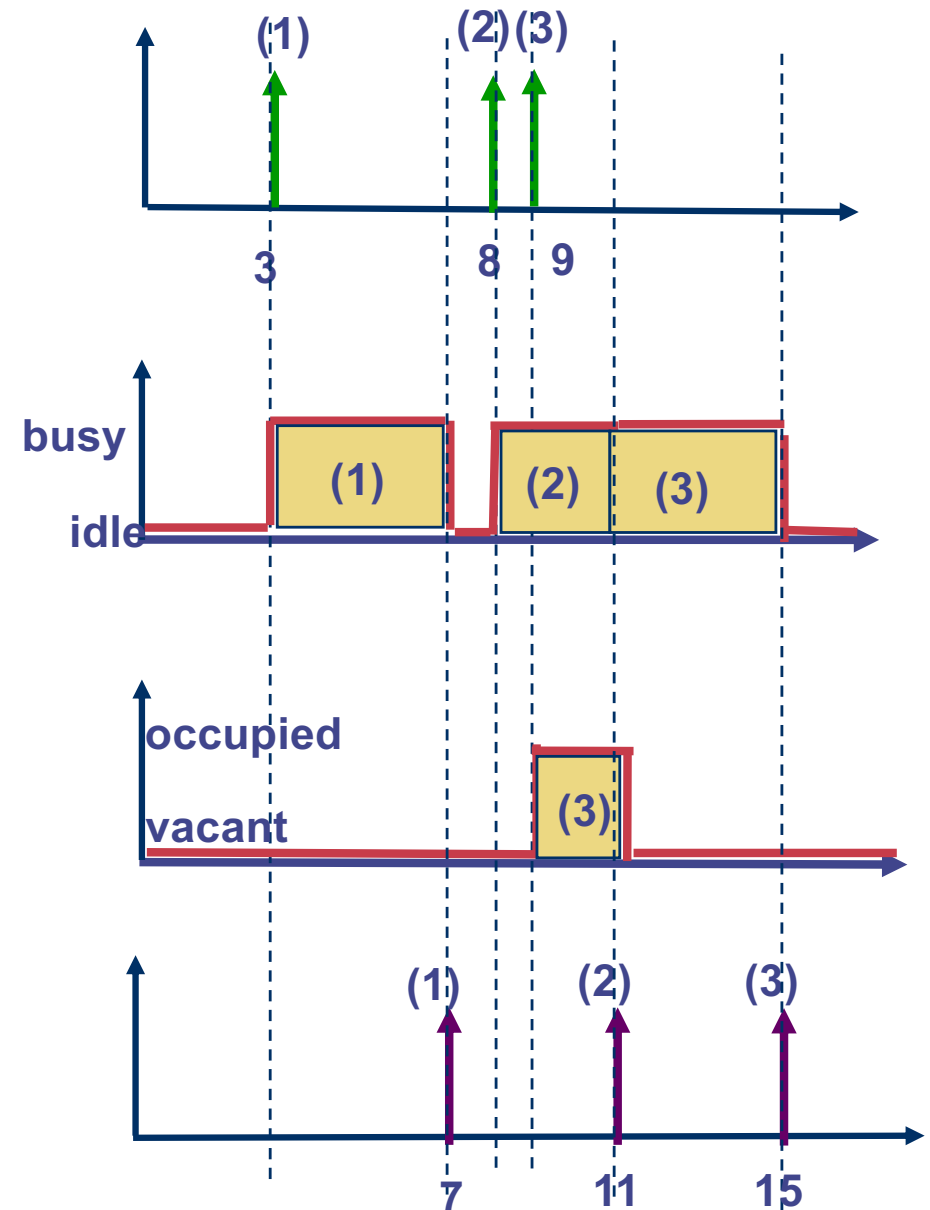 (1) (2) (3)
3 8 9
busy
(1) (2) (3)
idle
occupied
(3)
vacant
(1) (2) (3)
7 11 15